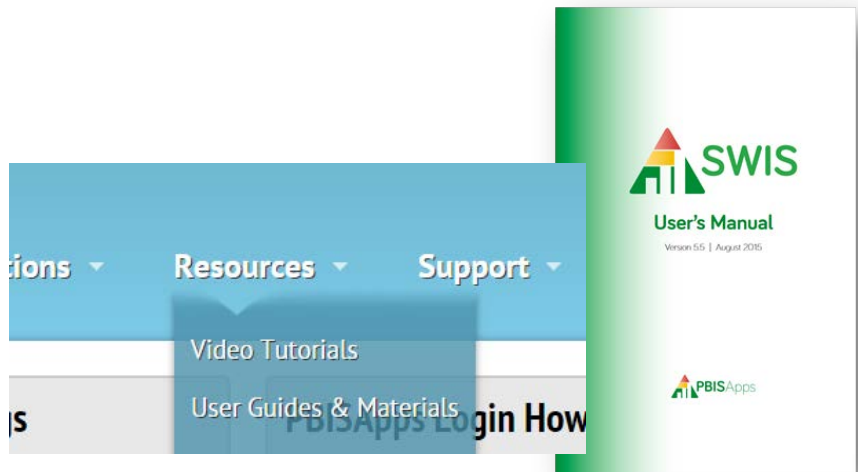 SWIS
User's Manual
Version 5.5 | August 2015
PBISApps
tions
Resources
Support
Video Tutorials
User Guides & Materials
gs
PBISApps Login How